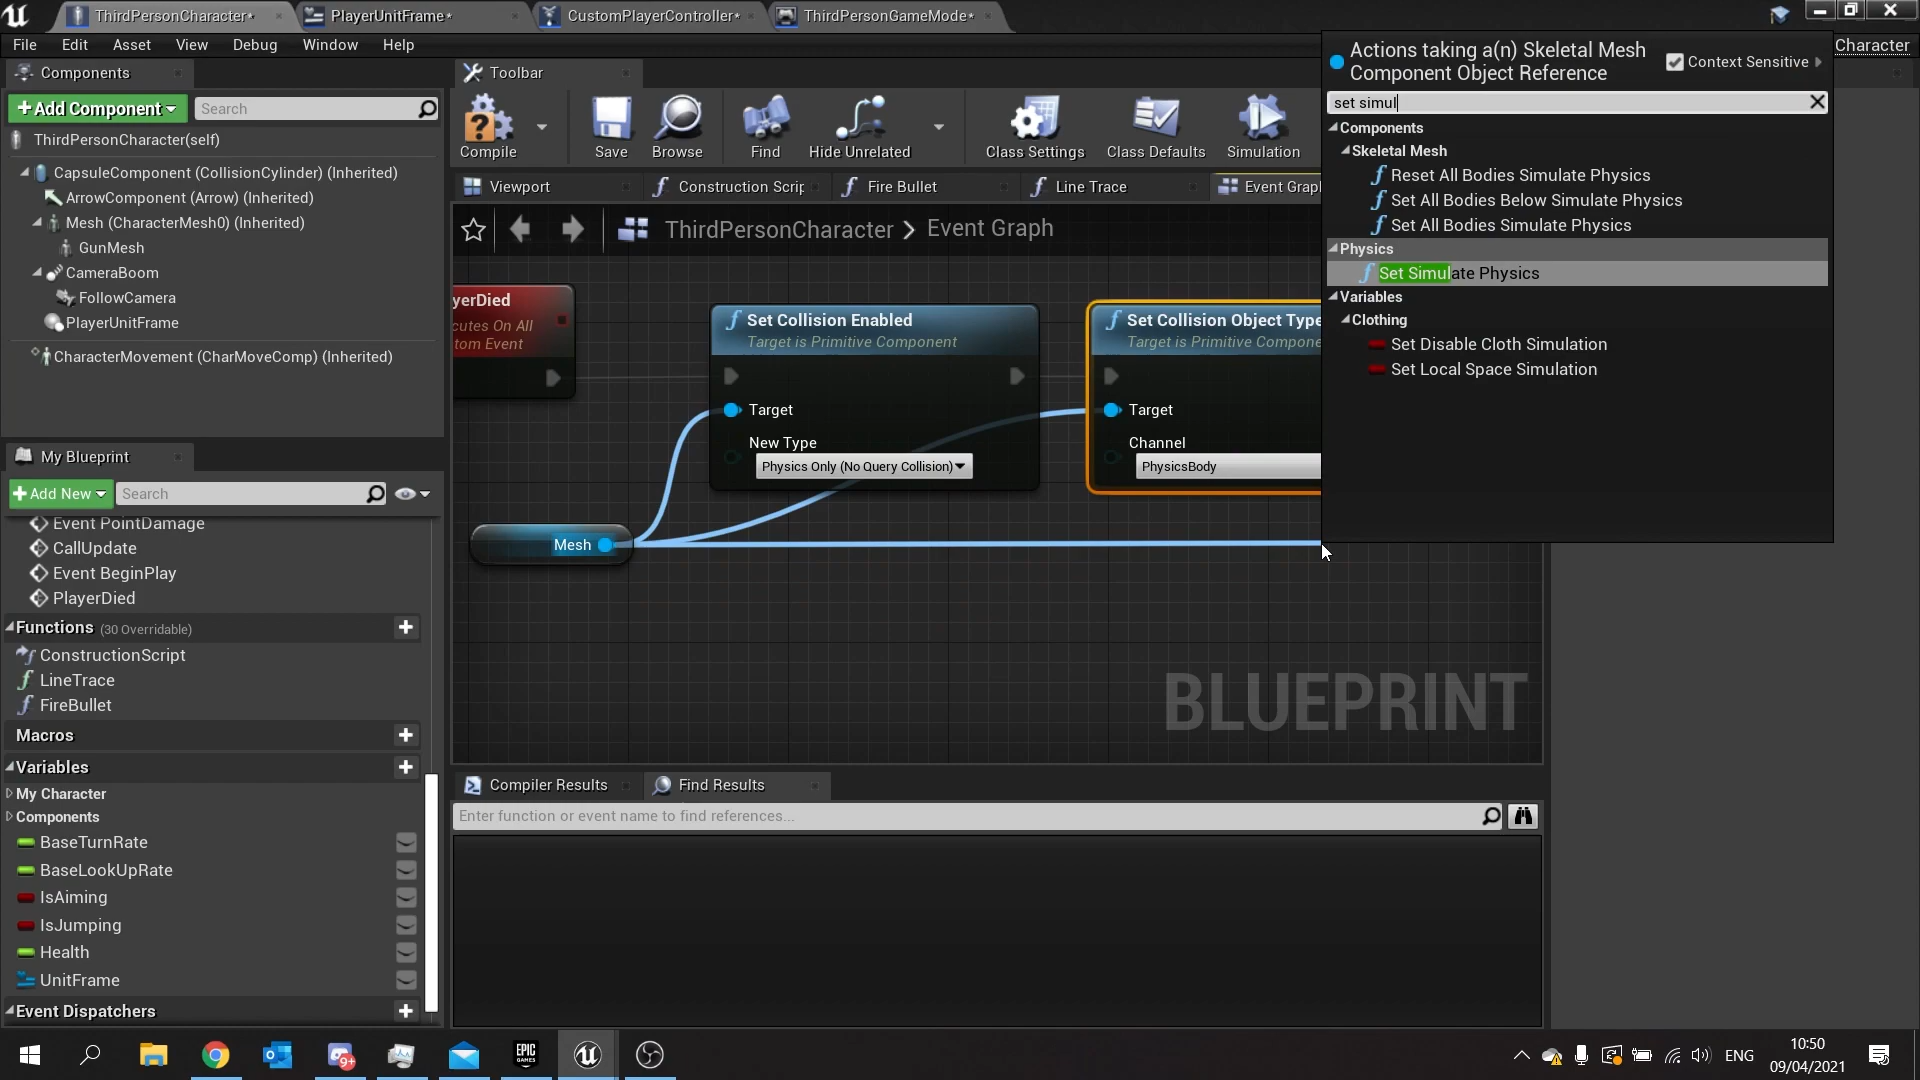 ThirdPersonCharacter*
PlayerUnitFrame*
CustomPlayerController*
ThirdPersonGameMode*
File Edit Asset View Debug Window Help
Character
Components
+Add Component
Search
ThirdPersonCharacter(self)
CapsuleComponent (CollisionCylinder) (Inherited)
ArrowComponent (Arrow) (Inherited)
Mesh (CharacterMesh0) (Inherited)
GunMesh
CameraBoom
FollowCamera
PlayerUnitFrame
CharacterMovement (CharMoveComp) (Inherited)
My Blueprint
+Add New
Search
Event PointDamage
CallUpdate
Event BeginPlay
PlayerDied
Functions (30 Overridable)
ConstructionScript
LineTrace
FireBullet
Macros
Variables
My Character
Components
BaseTurnRate
BaseLookUpRate
IsAiming
IsJumping
Health
UnitFrame
Event Dispatchers
Toolbar
Compile
Save
Browse
Find
Hide Unrelated
Class Settings
Class Defaults
Simulation
Viewport
Construction Scrip
Fire Bullet
Line Trace
Event Graph
ThirdPersonCharacter > Event Graph
yerDied
cutes On All
tom Event
Set Collision Enabled
Target is Primitive Component
Target
New Type
Physics Only (No Query Collision)
Set Collision Object Type
Target is Primitive Compone
Target
Channel
PhysicsBody
Mesh
BLUEPRINT
Actions taking a(n) Skeletal Mesh
Component Object Reference
Context Sensitive
set simul
Components
Skeletal Mesh
Reset All Bodies Simulate Physics
Set All Bodies Below Simulate Physics
Set All Bodies Simulate Physics
Physics
Set Simulate Physics
Variables
Clothing
Set Disable Cloth Simulation
Set Local Space Simulation
Compiler Results
Find Results
Enter function or event name to find references...
9+
EPIC
GAMES
ENG
10:50
09/04/2021